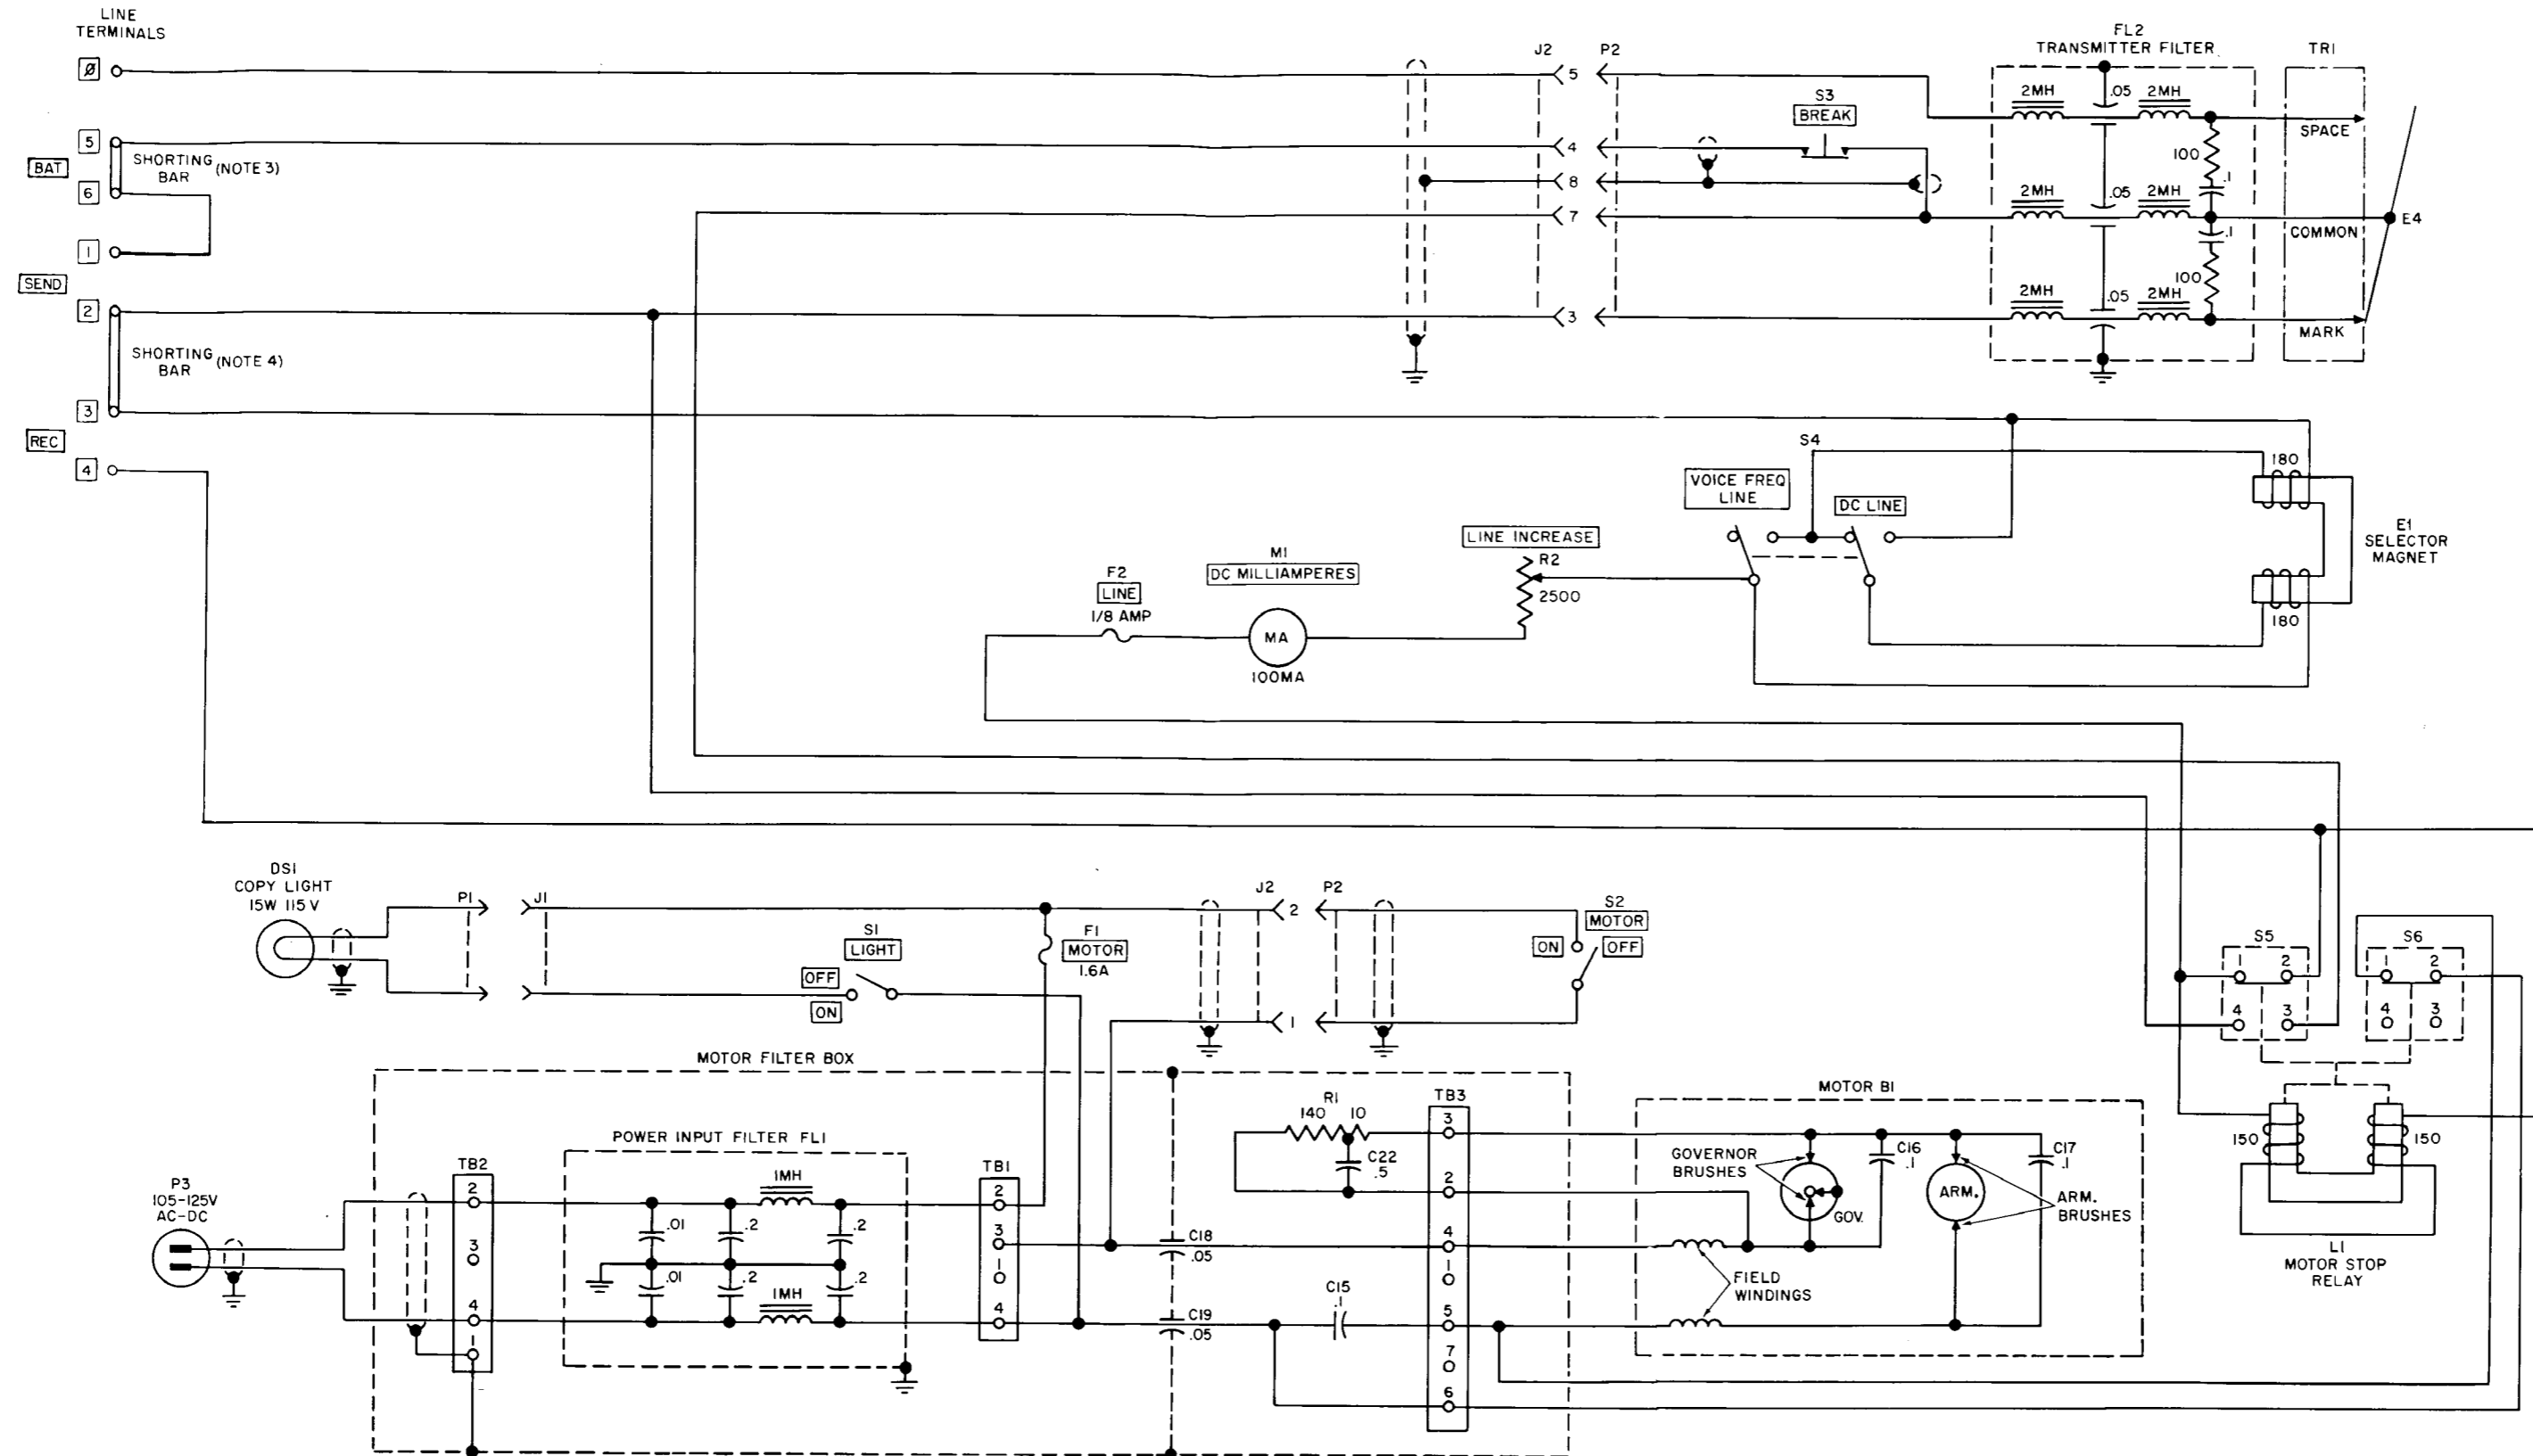 LINE
TERMINALS
Ø
5
BAT
6
SHORTING (NOTE 3)
BAR
1
SEND
2
SHORTING (NOTE 4)
BAR
3
REC
4
J2 P2
5
4
8
7
3
S3
BREAK
FL2
TRANSMITTER FILTER
TR1
2MH .05 2MH
SPACE
100
.1
2MH .05 2MH
COMMON
E4
.1
100
2MH .05 2MH
MARK
S4
VOICE FREQ
LINE
DC LINE
180
E1
SELECTOR
MAGNET
180
LINE INCREASE
R2
2500
M1
DC MILLIAMPERES
MA
100MA
F2
LINE
1/8 AMP
DS1
COPY LIGHT
15W 115V
P1 J1
S1
LIGHT
OFF
ON
F1
MOTOR
1.6A
J2 P2
2
1
S2
MOTOR
ON OFF
S5
1 2
4 3
S6
1 2
4 3
150 150
L1
MOTOR STOP
RELAY
MOTOR FILTER BOX
POWER INPUT FILTER FL1
P3
105-125V
AC-DC
TB2
2
3
4
1
1MH
.01 .2 .2
.01 .2 .2
1MH
TB1
2
3
1
4
C18
.05
C19
.05
R1
140 10
C22
.5
C15
.1
TB3
3
2
4
1
5
7
6
MOTOR B1
GOVERNOR
BRUSHES
GOV.
C16
.1
ARM.
C17
.1
ARM.
BRUSHES
FIELD
WINDINGS